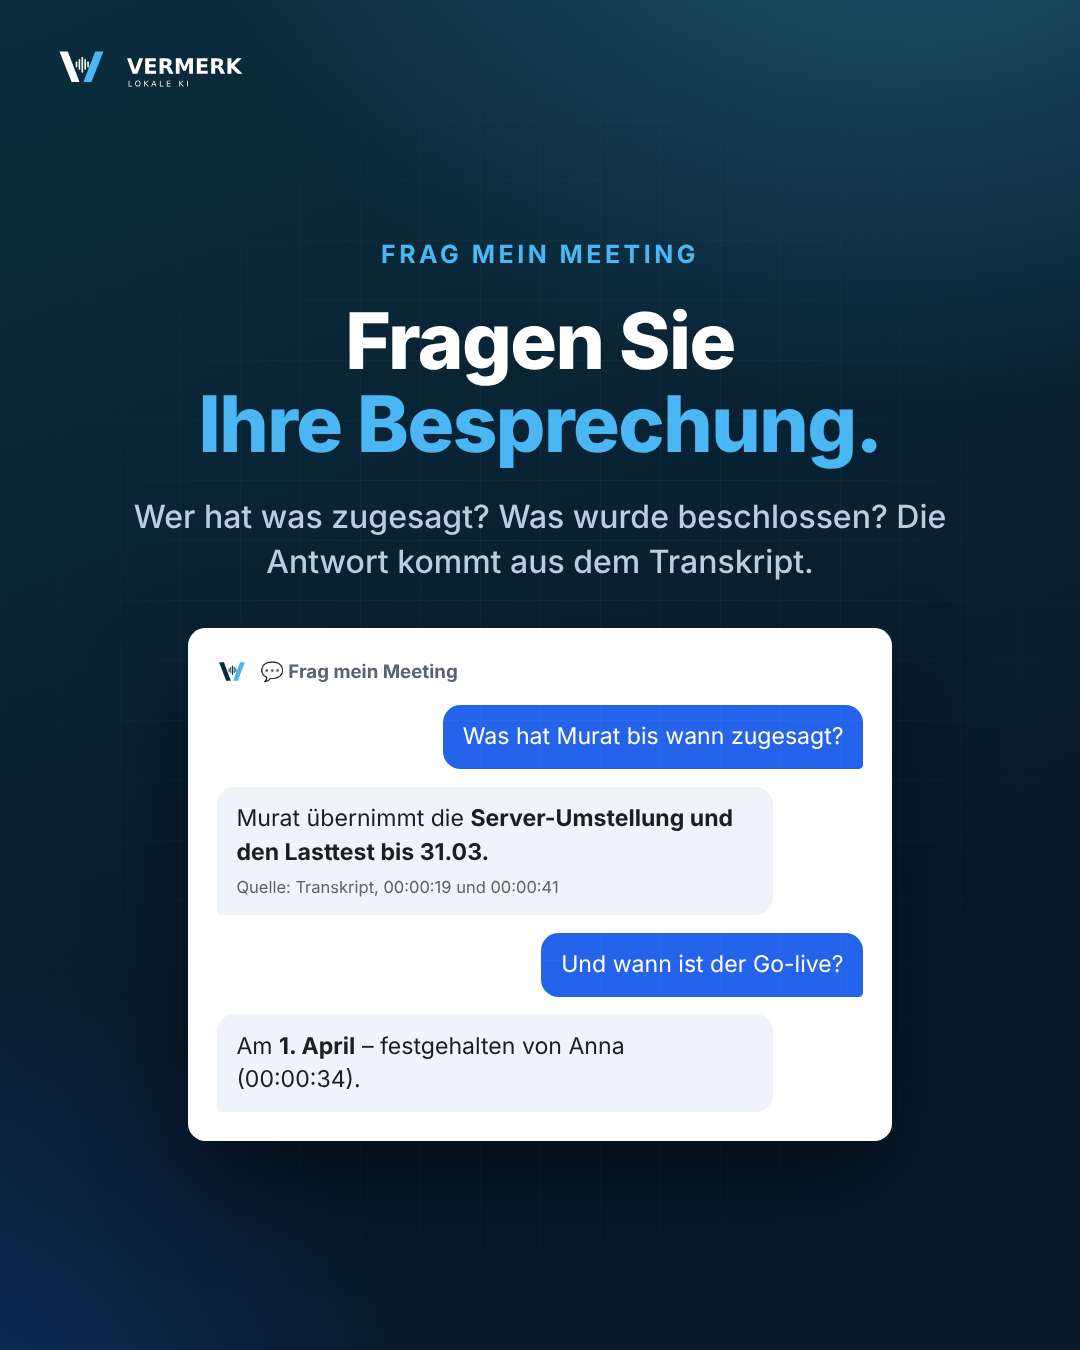 VERMERK
LOKALE KI
FRAG MEIN MEETING
Fragen Sie
Ihre Besprechung.
Wer hat was zugesagt? Was wurde beschlossen? Die
Antwort kommt aus dem Transkript.
💬 Frag mein Meeting
Was hat Murat bis wann zugesagt?
Murat übernimmt die Server-Umstellung und
den Lasttest bis 31.03.
Quelle: Transkript, 00:00:19 und 00:00:41
Und wann ist der Go-live?
Am 1. April – festgehalten von Anna
(00:00:34).